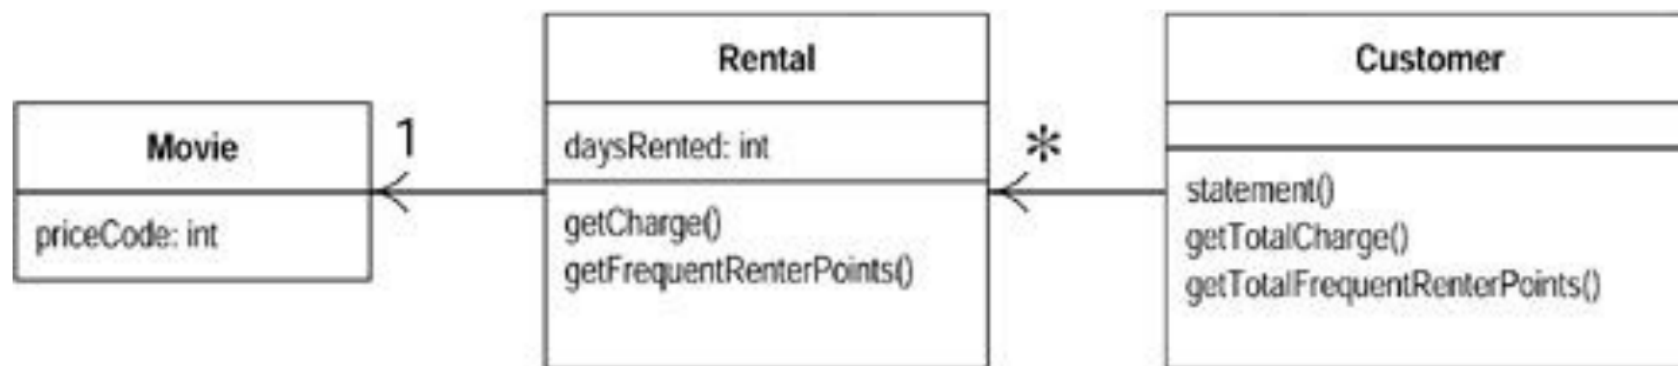 Movie
priceCode: int
1
Rental
daysRented: int
getCharge()
getFrequentRenterPoints()
*
Customer
statement()
getTotalCharge()
getTotalFrequentRenterPoints()